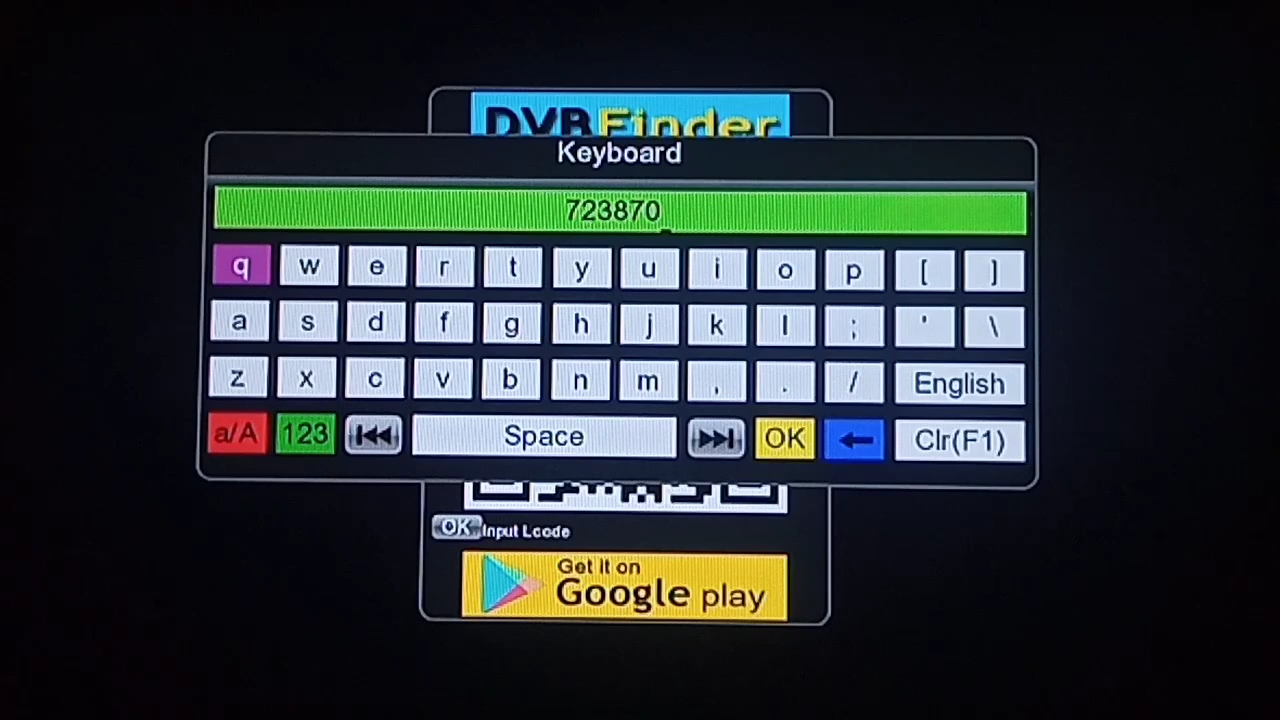 DVB Finder
Keyboard
723870
q w e r t y u i o p [ ]
a s d f g h j k l ; ' \
z x c v b n m , . / English
a/A 123 Space OK Clr(F1)
OK Input Lcode
Get it on
Google play